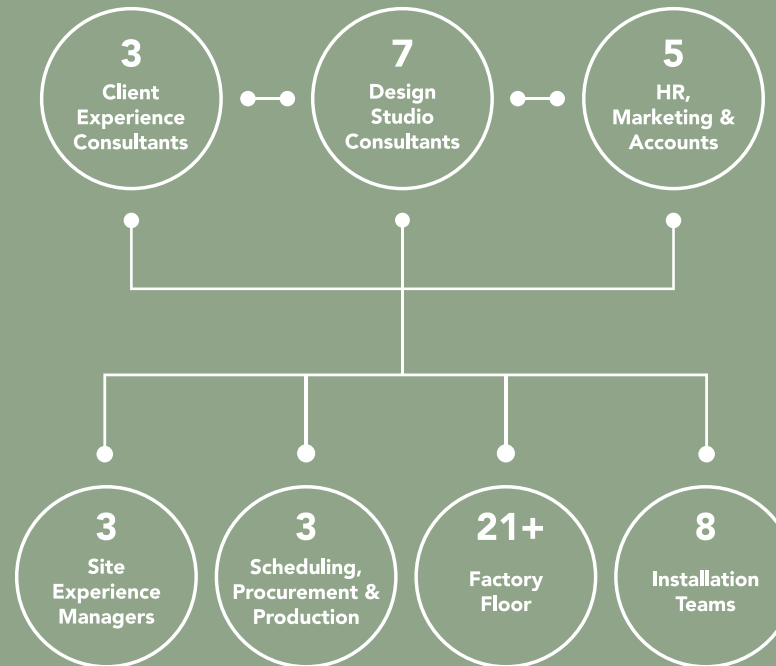 3
Client
Experience
Consultants
7
Design
Studio
Consultants
5
HR,
Marketing &
Accounts
3
Site
Experience
Managers
3
Scheduling,
Procurement &
Production
21+
Factory
Floor
8
Installation
Teams